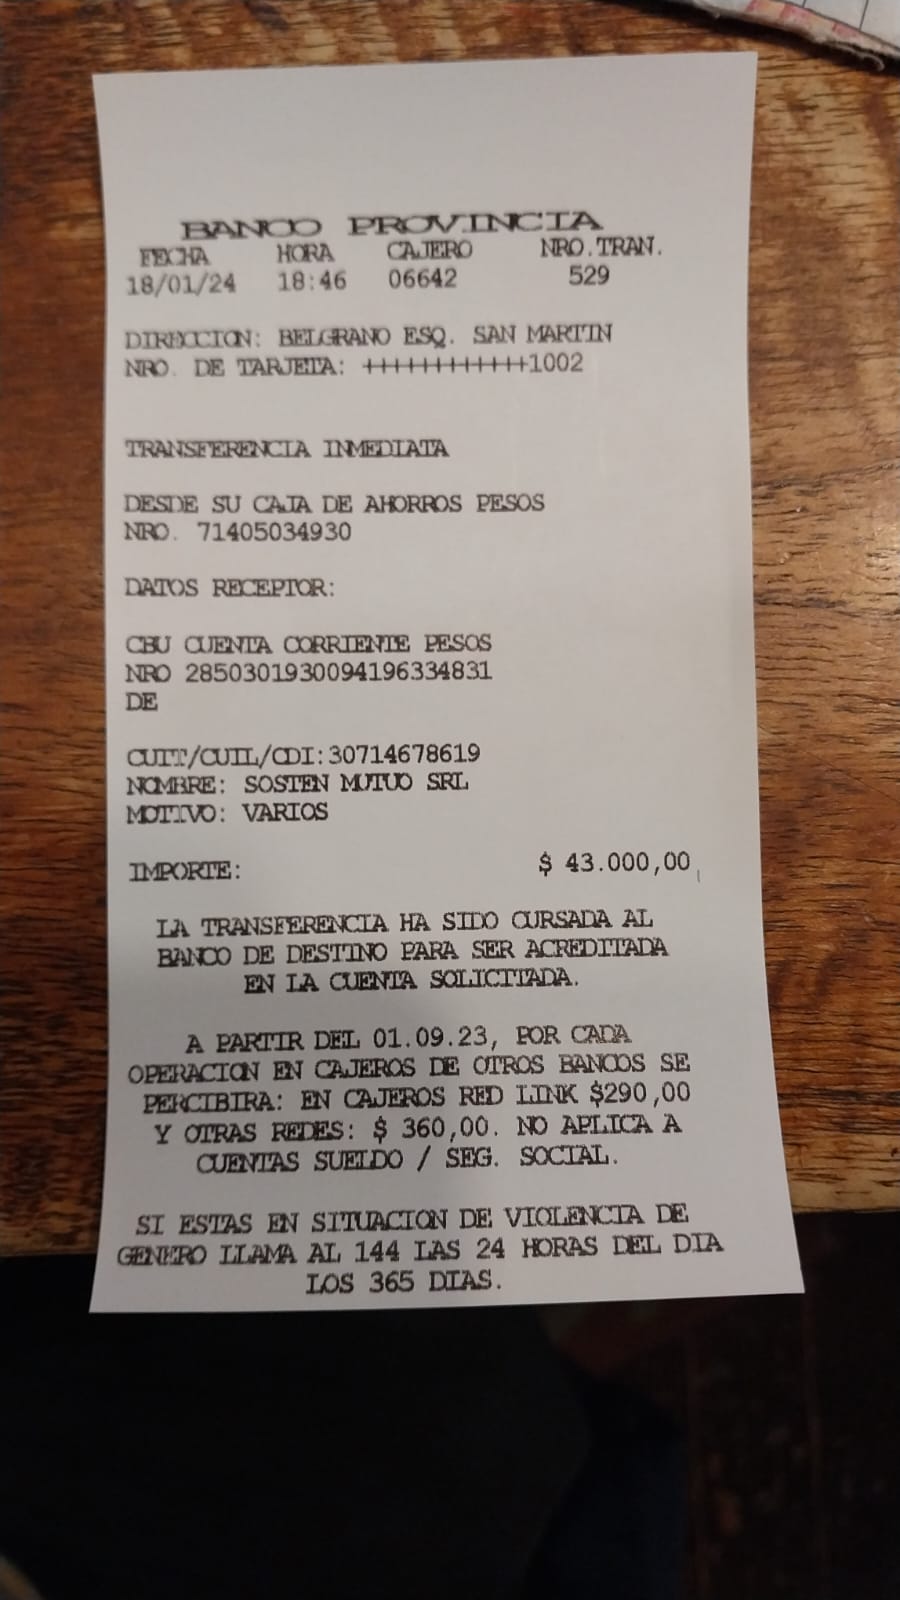 BANCO PROVINCIA
FECHA HORA CAJERO NRO.TRAN.
18/01/24 18:46 06642 529
DIRECCION: BELGRANO ESQ. SAN MARTIN
NRO. DE TARJETA: ++++++++++++1002
TRANSFERENCIA INMEDIATA
DESDE SU CAJA DE AHORROS PESOS
NRO. 71405034930
DATOS RECEPTOR:
CBU CUENTA CORRIENTE PESOS
NRO 2850301930094196334831
DE
CUIT/CUIL/CDI:30714678619
NOMBRE: SOSTEN MUTUO SRL
MOTIVO: VARIOS
IMPORTE: $ 43.000,00
LA TRANSFERENCIA HA SIDO CURSADA AL
BANCO DE DESTINO PARA SER ACREDITADA
EN LA CUENTA SOLICITADA.
A PARTIR DEL 01.09.23, POR CADA
OPERACION EN CAJEROS DE OTROS BANCOS SE
PERCIBIRA: EN CAJEROS RED LINK $290,00
Y OTRAS REDES: $ 360,00. NO APLICA A
CUENTAS SUELDO / SEG. SOCIAL.
SI ESTAS EN SITUACION DE VIOLENCIA DE
GENERO LLAMA AL 144 LAS 24 HORAS DEL DIA
LOS 365 DIAS.